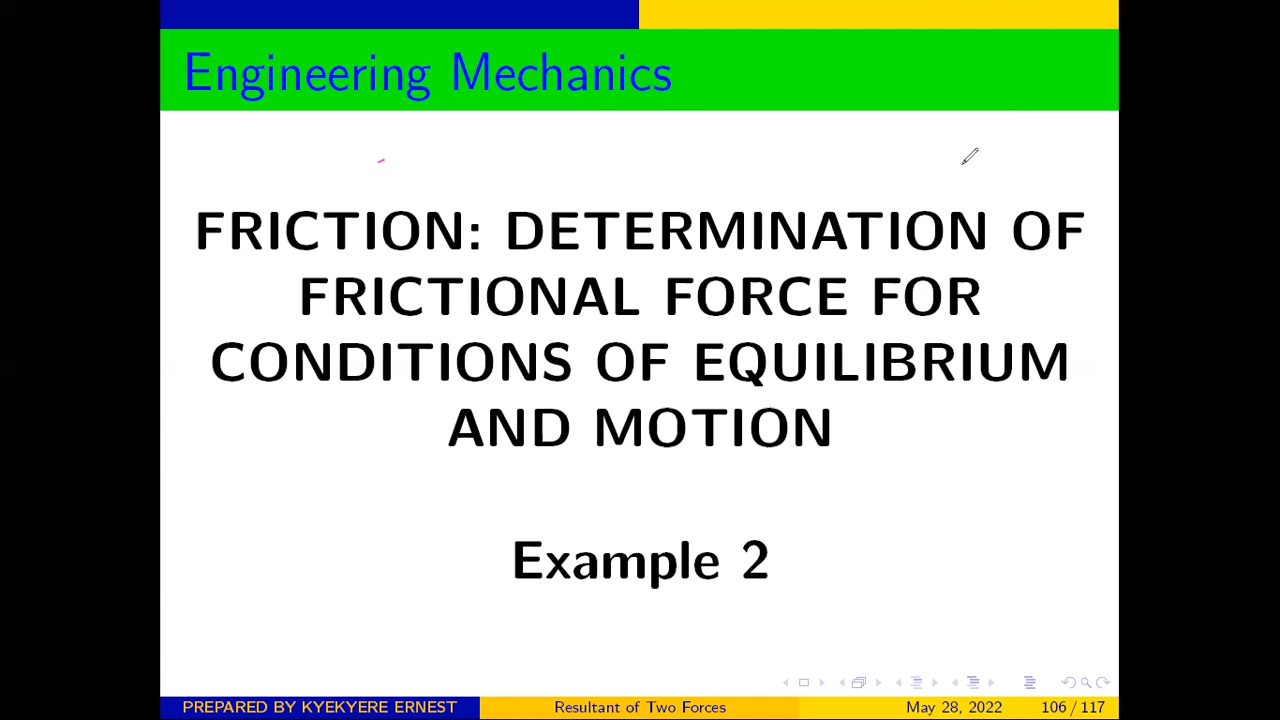 Engineering Mechanics
FRICTION: DETERMINATION OF
FRICTIONAL FORCE FOR
CONDITIONS OF EQUILIBRIUM
AND MOTION
Example 2
PREPARED BY KYEKYERE ERNEST Resultant of Two Forces May 28, 2022 106 / 117